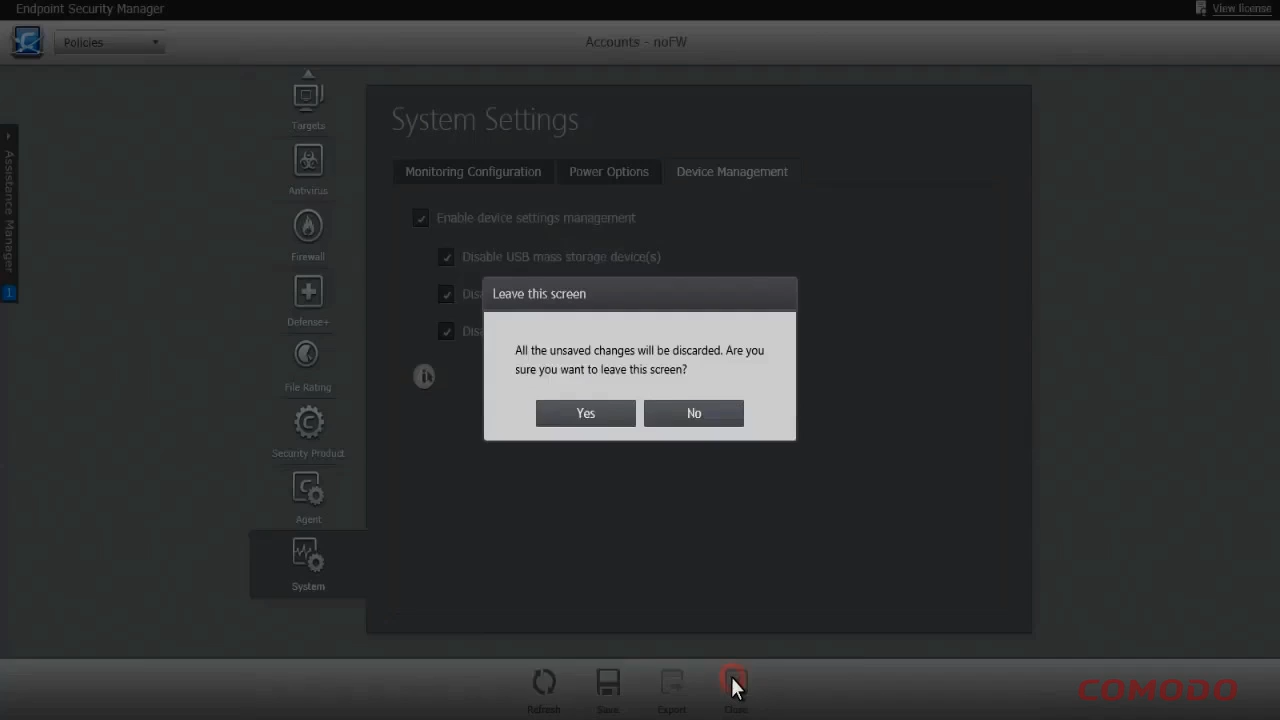 Endpoint Security Manager
View license
Policies
Accounts - noFW
Targets
Antivirus
Firewall
Defense+
File Rating
Security Product
Agent
System
Assistance Manager
1
System Settings
Monitoring Configuration
Power Options
Device Management
Enable device settings management
Disable USB mass storage device(s)
Leave this screen
All the unsaved changes will be discarded. Are you
sure you want to leave this screen?
Yes
No
Refresh
Save
Export
Close
COMODO